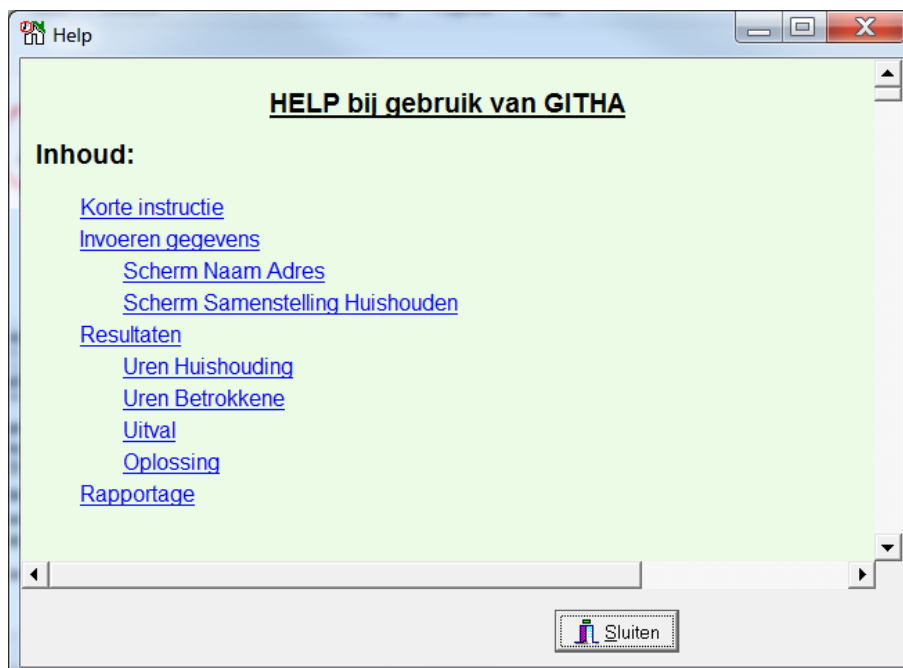 Help
HELP bij gebruik van GITHA
Inhoud:
Korte instructie
Invoeren gegevens
Scherm Naam Adres
Scherm Samenstelling Huishouden
Resultaten
Uren Huishouding
Uren Betrokkene
Uitval
Oplossing
Rapportage
Sluiten